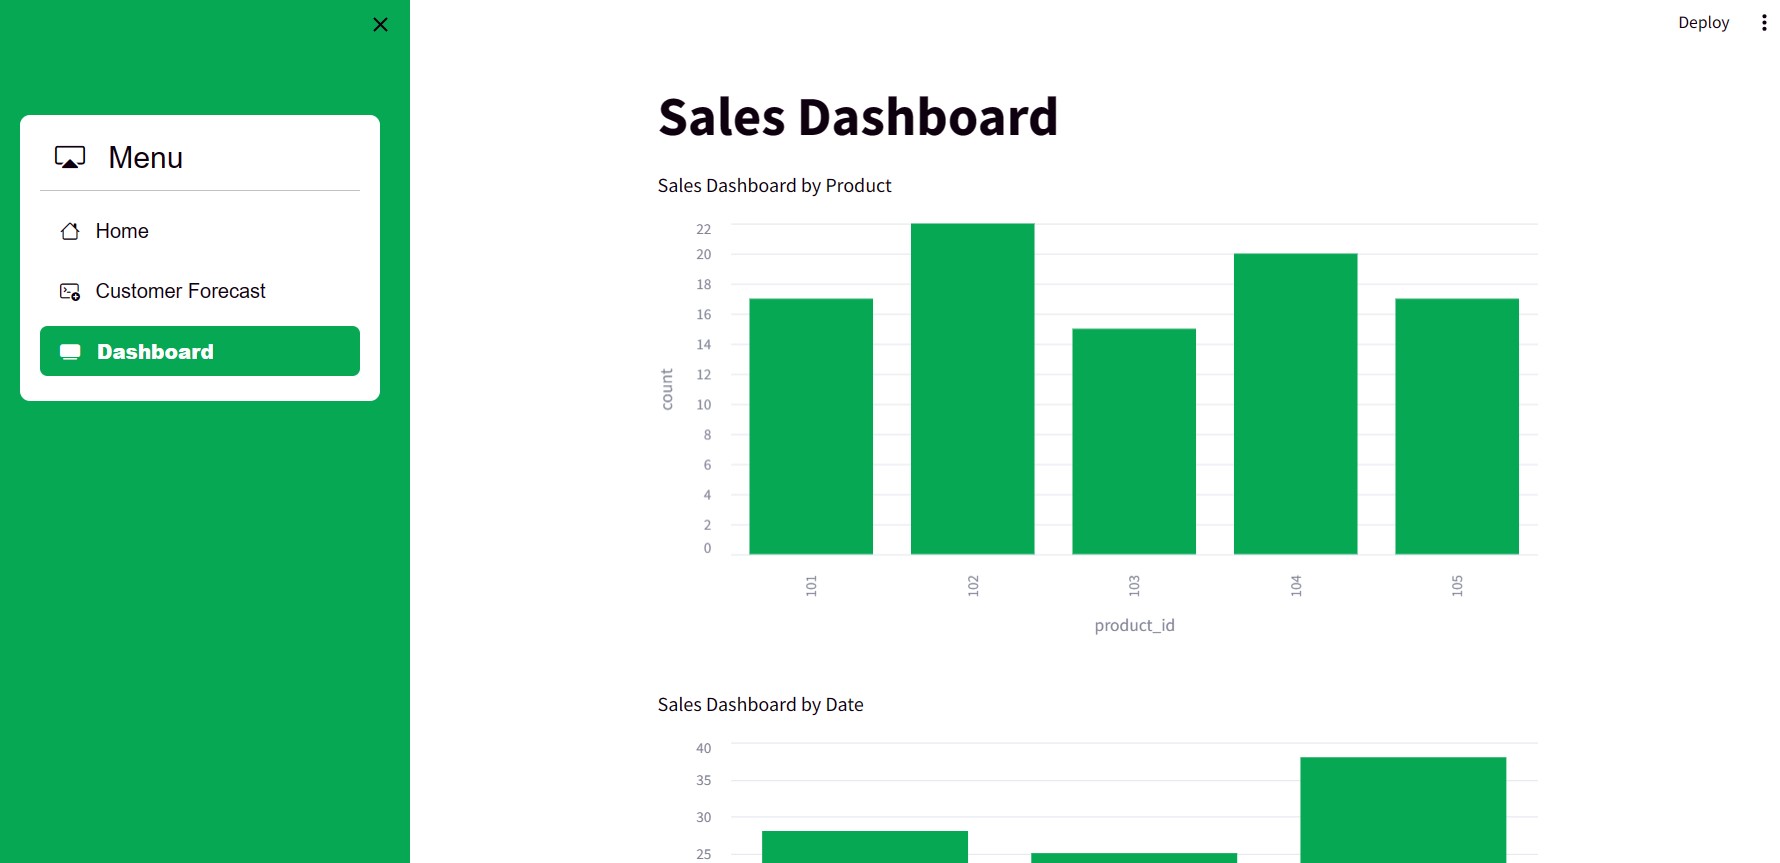 Deploy
Menu
Home
Customer Forecast
Dashboard
Sales Dashboard
Sales Dashboard by Product
22
20
18
16
14
12
10
8
6
4
2
0
count
101 102 103 104 105
product_id
Sales Dashboard by Date
40
35
30
25